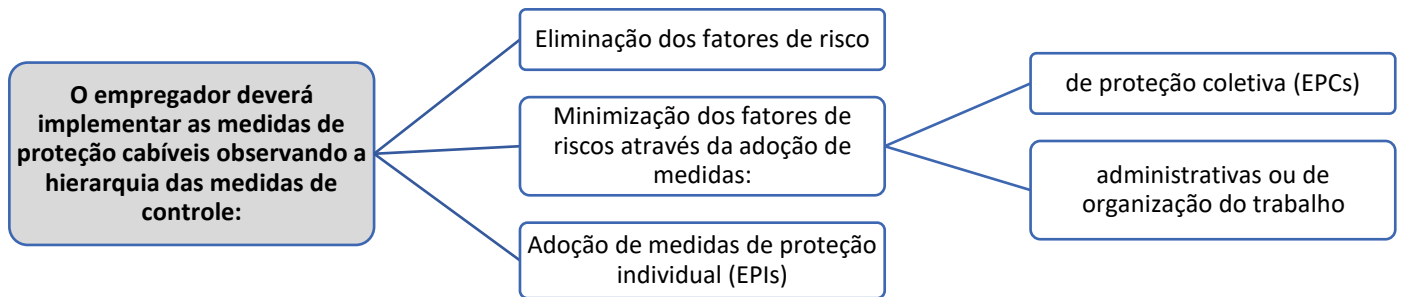 O empregador deverá
implementar as medidas de
proteção cabíveis observando a
hierarquia das medidas de
controle:
Eliminação dos fatores de risco
Minimização dos fatores de
riscos através da adoção de
medidas:
de proteção coletiva (EPCs)
administrativas ou de
organização do trabalho
Adoção de medidas de proteção
individual (EPIs)